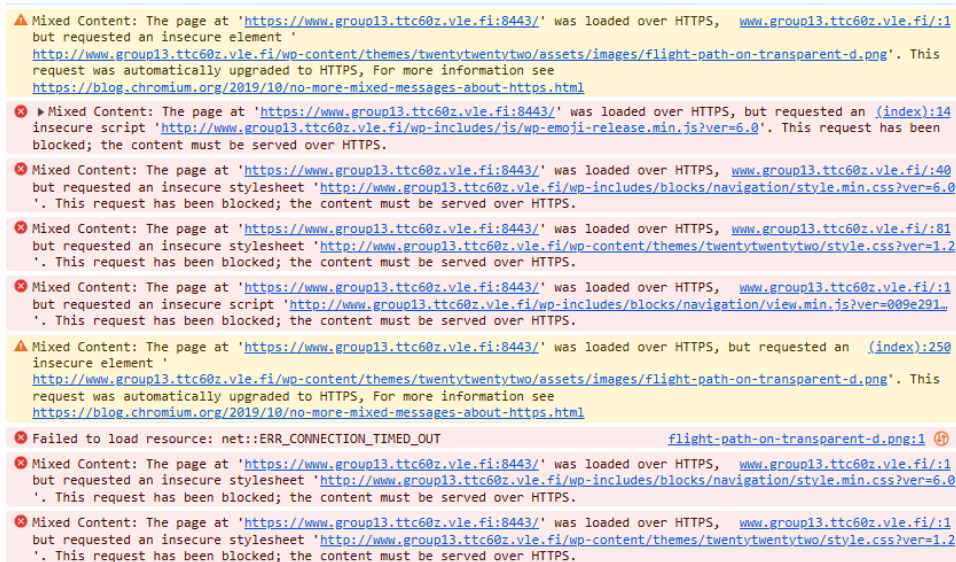 Mixed Content: The page at 'https://www.group13.ttc60z.vle.fi:8443/' was loaded over HTTPS, www.group13.ttc60z.vle.fi/:1
but requested an insecure element '
http://www.group13.ttc60z.vle.fi/wp-content/themes/twentytwentytwo/assets/images/flight-path-on-transparent-d.png'. This
request was automatically upgraded to HTTPS, For more information see
https://blog.chromium.org/2019/10/no-more-mixed-messages-about-https.html
Mixed Content: The page at 'https://www.group13.ttc60z.vle.fi:8443/' was loaded over HTTPS, but requested an (index):14
insecure script 'http://www.group13.ttc60z.vle.fi/wp-includes/js/wp-emoji-release.min.js?ver=6.0'. This request has been
blocked; the content must be served over HTTPS.
Mixed Content: The page at 'https://www.group13.ttc60z.vle.fi:8443/' was loaded over HTTPS, www.group13.ttc60z.vle.fi/:40
but requested an insecure stylesheet 'http://www.group13.ttc60z.vle.fi/wp-includes/blocks/navigation/style.min.css?ver=6.0
'. This request has been blocked; the content must be served over HTTPS.
Mixed Content: The page at 'https://www.group13.ttc60z.vle.fi:8443/' was loaded over HTTPS, www.group13.ttc60z.vle.fi/:81
but requested an insecure stylesheet 'http://www.group13.ttc60z.vle.fi/wp-content/themes/twentytwentytwo/style.css?ver=1.2
'. This request has been blocked; the content must be served over HTTPS.
Mixed Content: The page at 'https://www.group13.ttc60z.vle.fi:8443/' was loaded over HTTPS, www.group13.ttc60z.vle.fi/:1
but requested an insecure script 'http://www.group13.ttc60z.vle.fi/wp-includes/blocks/navigation/view.min.js?ver=009e291…
'. This request has been blocked; the content must be served over HTTPS.
Mixed Content: The page at 'https://www.group13.ttc60z.vle.fi:8443/' was loaded over HTTPS, but requested an (index):250
insecure element '
http://www.group13.ttc60z.vle.fi/wp-content/themes/twentytwentytwo/assets/images/flight-path-on-transparent-d.png'. This
request was automatically upgraded to HTTPS, For more information see
https://blog.chromium.org/2019/10/no-more-mixed-messages-about-https.html
Failed to load resource: net::ERR_CONNECTION_TIMED_OUT flight-path-on-transparent-d.png:1
Mixed Content: The page at 'https://www.group13.ttc60z.vle.fi:8443/' was loaded over HTTPS, www.group13.ttc60z.vle.fi/:1
but requested an insecure stylesheet 'http://www.group13.ttc60z.vle.fi/wp-includes/blocks/navigation/style.min.css?ver=6.0
'. This request has been blocked; the content must be served over HTTPS.
Mixed Content: The page at 'https://www.group13.ttc60z.vle.fi:8443/' was loaded over HTTPS, www.group13.ttc60z.vle.fi/:1
but requested an insecure stylesheet 'http://www.group13.ttc60z.vle.fi/wp-content/themes/twentytwentytwo/style.css?ver=1.2
'. This request has been blocked; the content must be served over HTTPS.